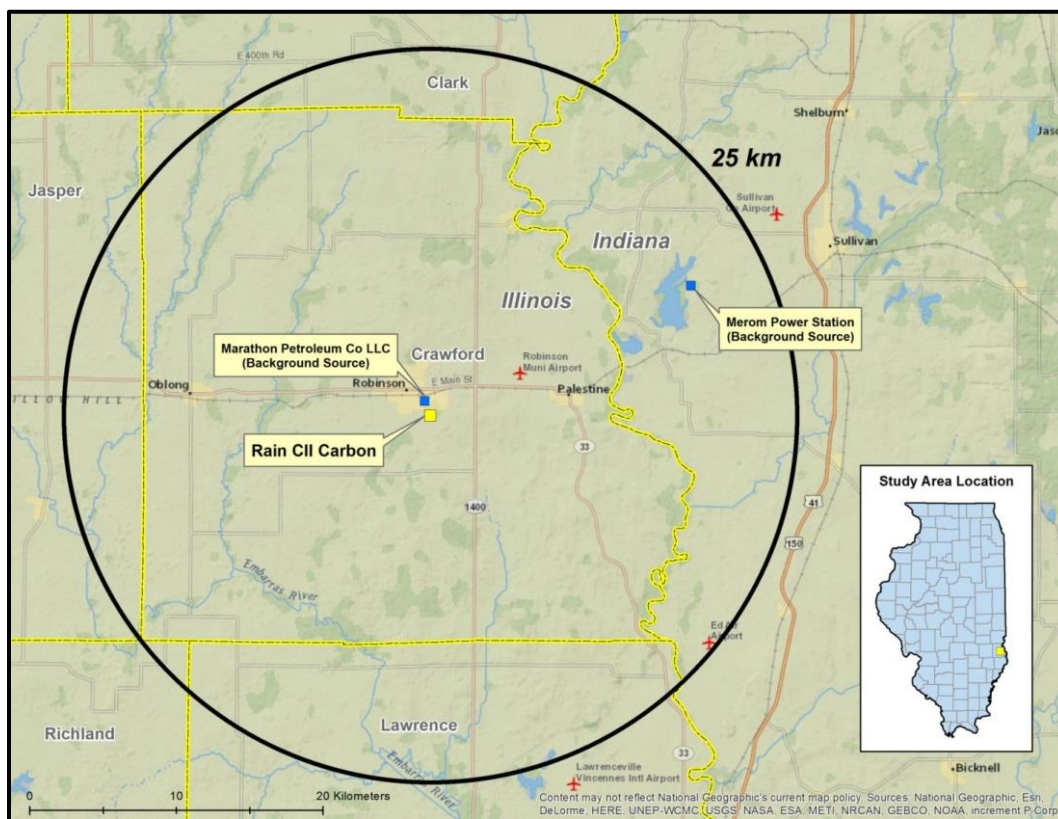 E 400th Rd
Clark
Shelburn
25 km
Jasper
Sullivan
Airport
Sullivan
Indiana
Illinois
Merom Power Station
(Background Source)
Marathon Petroleum Co LLC
(Background Source)
Crawford
Robinson
Muni Airport
Oblong
Robinson
E Main St
Palestine
Rain CII Carbon
33
Study Area Location
1400
41
150
Embarras River
Airport
Richland
Lawrence
Embarras River
33
Lawrenceville
Vincennes Intl Airport
Bicknell
0 10 20 Kilometers
Content may not reflect National Geographic's current map policy. Sources: National Geographic, Esri,
DeLorme, HERE, UNEP-WCMC, USGS, NASA, ESA, METI, NRCAN, GEBCO, NOAA, increment P Corp